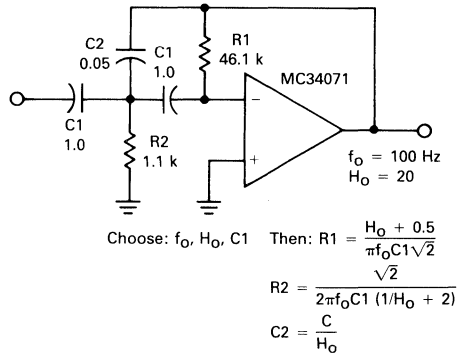 C2
0.05
C1
1.0
R1
46.1 k
MC34071
C1
1.0
R2
1.1 k
−
+
fo = 100 Hz
Ho = 20
Choose: fo, Ho, C1 Then: R1 = Ho + 0.5 / πfoC1√2
R2 = √2 / 2πfoC1 (1/Ho + 2)
C2 = C / Ho